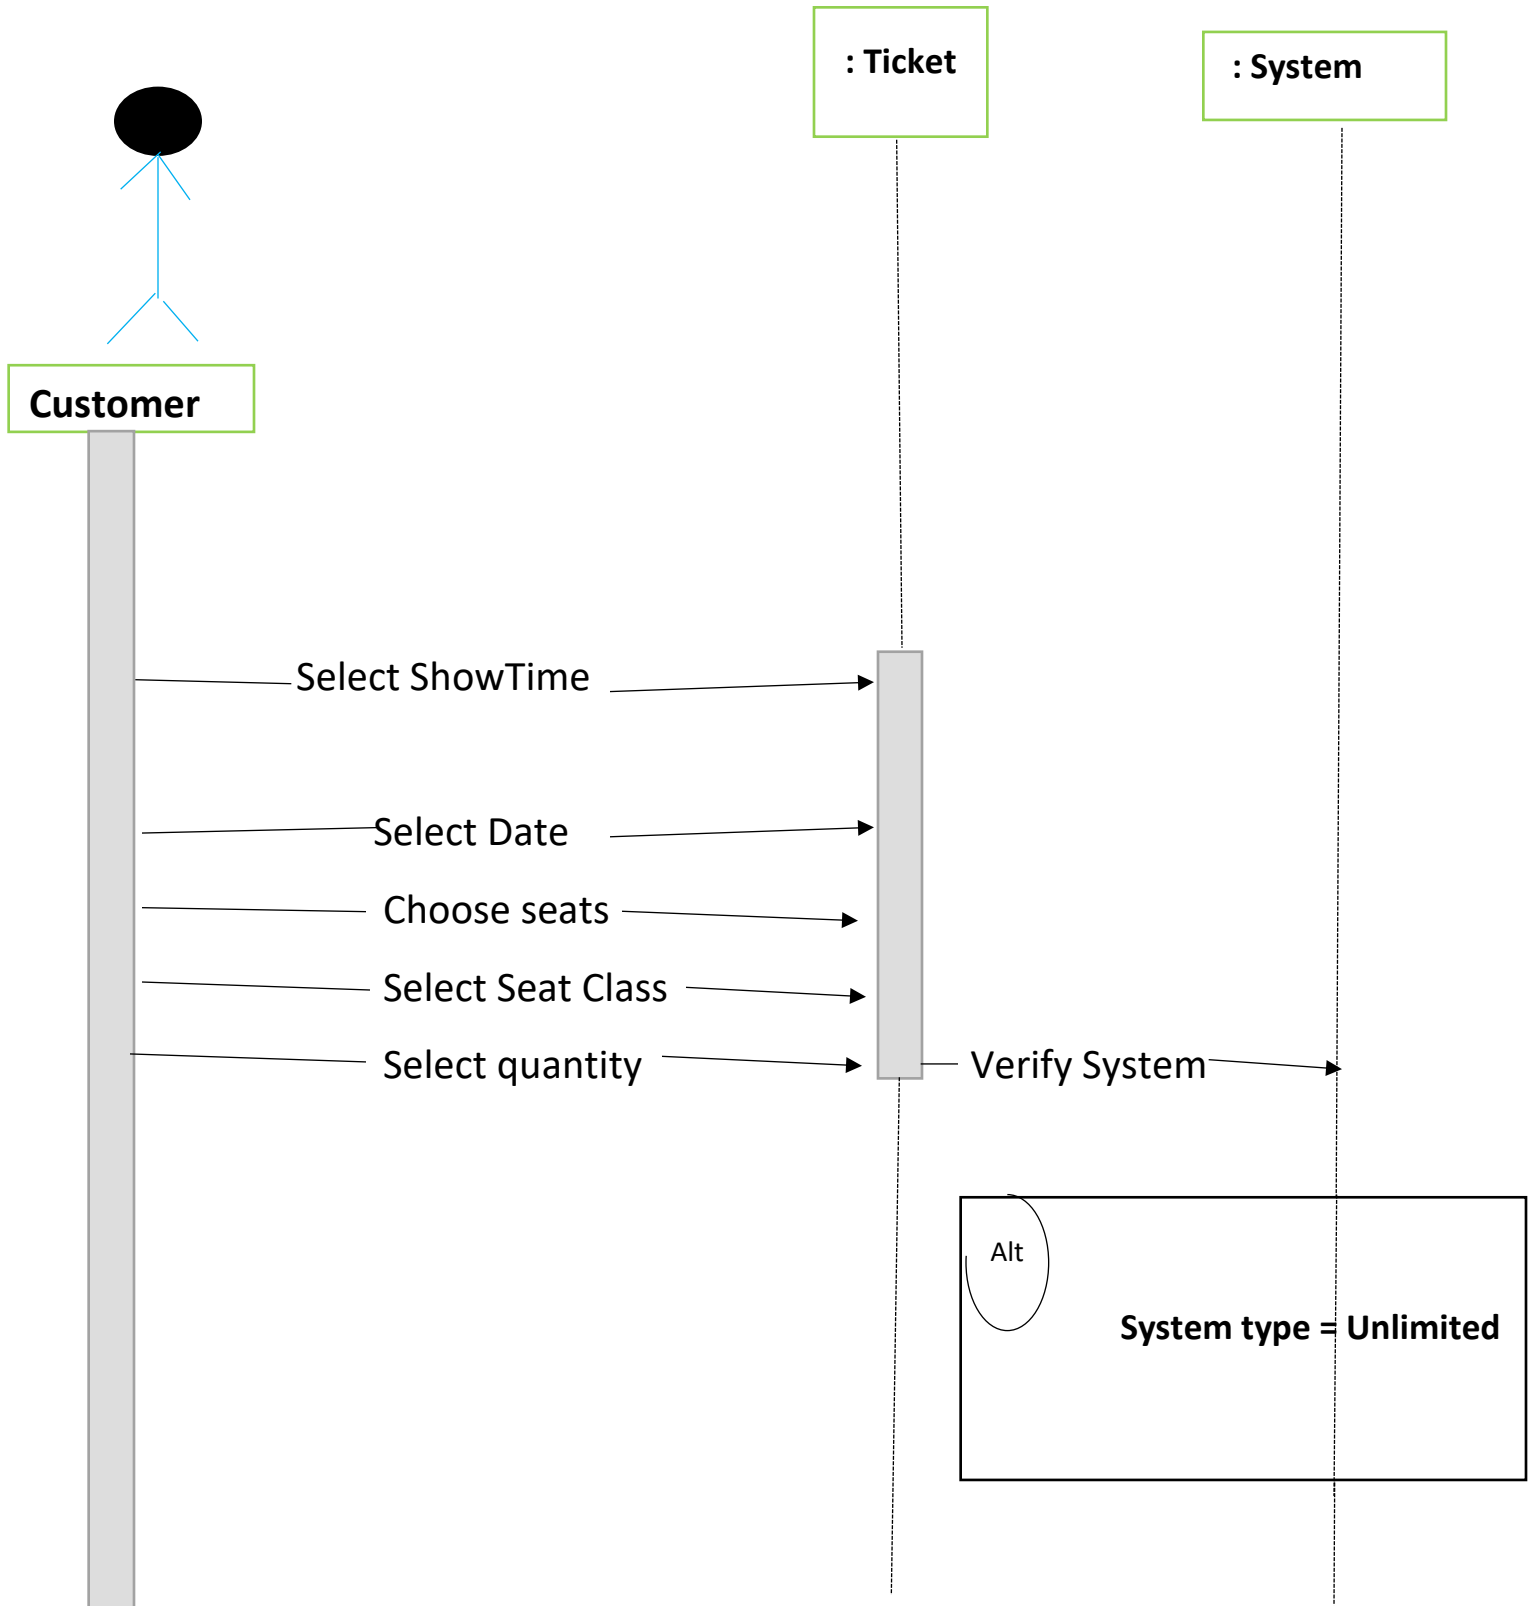 : Ticket
: System
Customer
Select ShowTime
Select Date
Choose seats
Select Seat Class
Select quantity
Verify System
Alt
System type = Unlimited